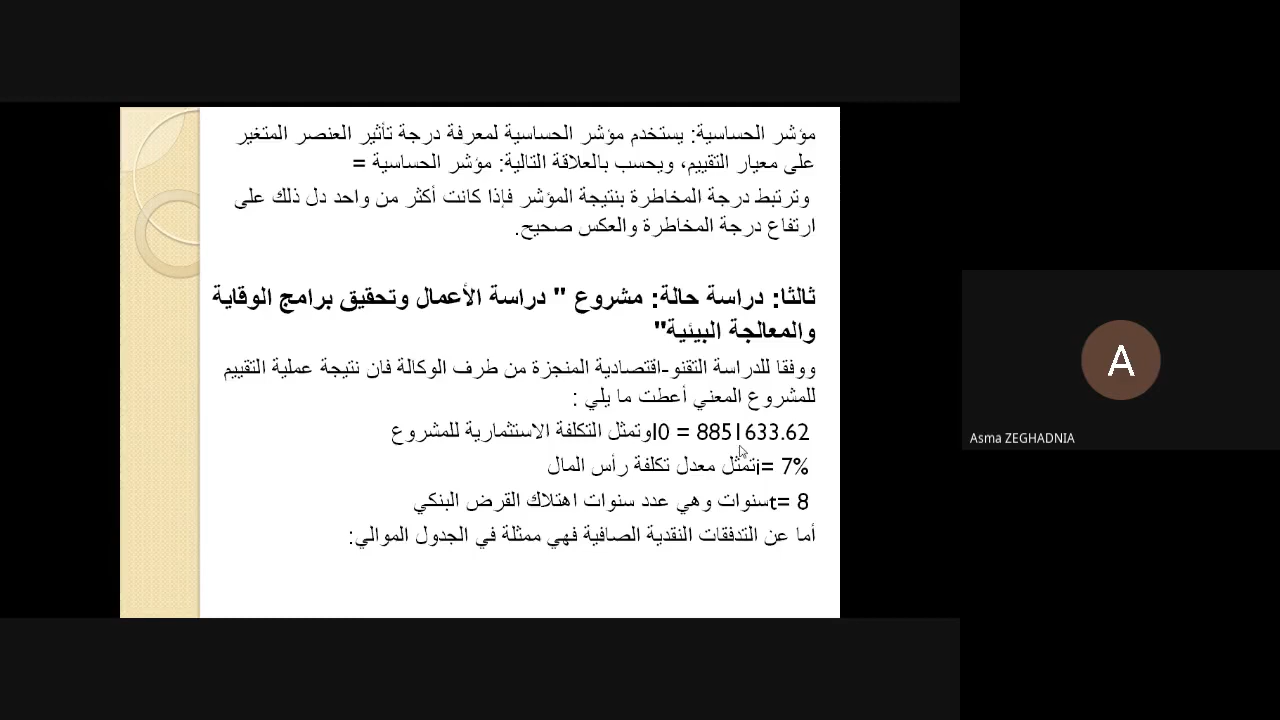 مؤشر الحساسية: يستخدم مؤشر الحساسية لمعرفة درجة تأثير العنصر المتغير
على معيار التقييم، ويحسب بالعلاقة التالية: مؤشر الحساسية =
وترتبط درجة المخاطرة بنتيجة المؤشر فإذا كانت أكثر من واحد دل ذلك على
ارتفاع درجة المخاطرة والعكس صحيح.
ثالثا: دراسة حالة: مشروع " دراسة الأعمال وتحقيق برامج الوقاية
والمعالجة البيئية"
ووفقا للدراسة التقنو-اقتصادية المنجزة من طرف الوكالة فان نتيجة عملية التقييم
للمشروع المعني أعطت ما يلي :
I0 = 8851633.62وتمثل التكلفة الاستثمارية للمشروع
i= 7%تمثل معدل تكلفة رأس المال
t= 8سنوات وهي عدد سنوات اهتلاك القرض البنكي
أما عن التدفقات النقدية الصافية فهي ممثلة في الجدول الموالي:
A
Asma ZEGHADNIA